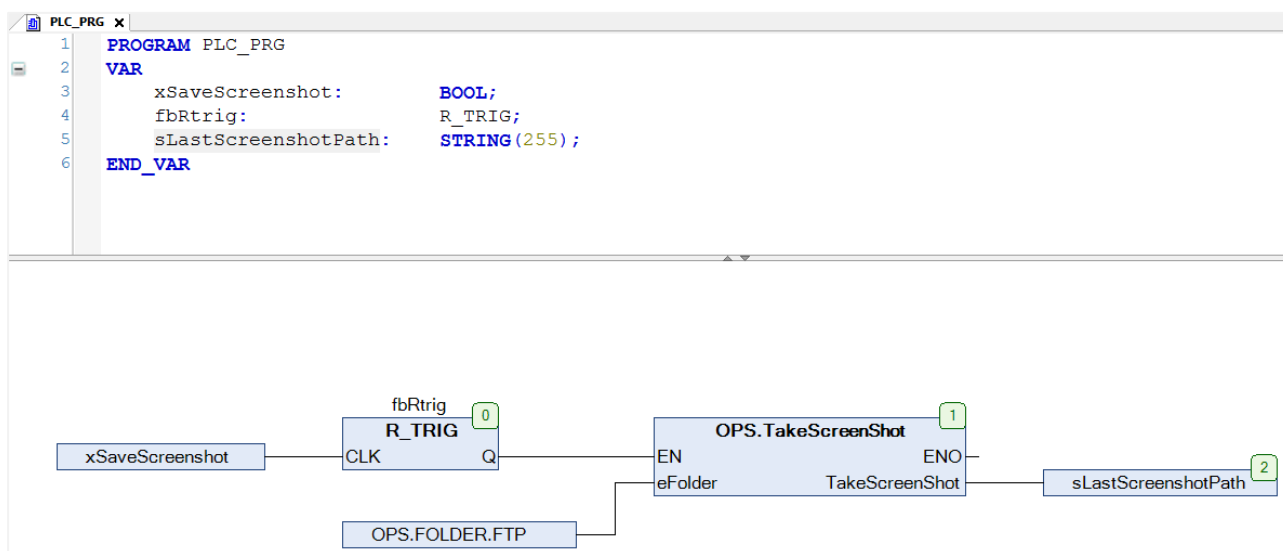 PLC_PRG
1 PROGRAM PLC_PRG
2 VAR
3 xSaveScreenshot: BOOL;
4 fbRtrig: R_TRIG;
5 sLastScreenshotPath: STRING(255);
6 END_VAR
fbRtrig 0
R_TRIG
xSaveScreenshot CLK Q
OPS.TakeScreenShot 1
EN ENO
eFolder TakeScreenShot
sLastScreenshotPath 2
OPS.FOLDER.FTP